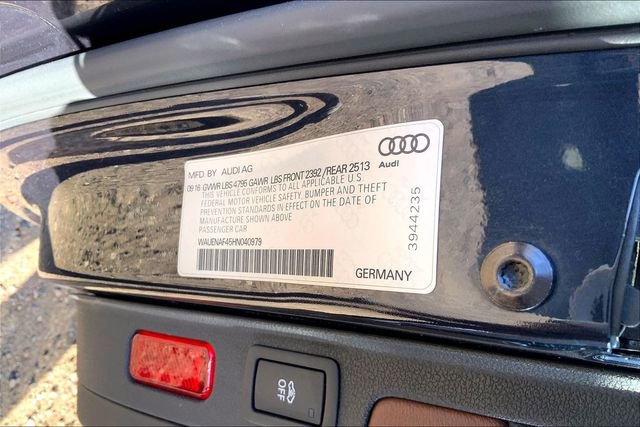 MFD. BY AUDI AG
Audi
09.16 GVWR LBS 4795 GAWR LBS FRONT 2392 / REAR 2513
THIS VEHICLE CONFORMS TO ALL APPLICABLE U.S.
FEDERAL MOTOR VEHICLE SAFETY, BUMPER AND THEFT
PREVENTION STANDARDS IN EFFECT ON THE DATE OF
MANUFACTURE SHOWN ABOVE
PASSENGER CAR
WAUENAF45HN040979
GERMANY
3944235
OFF